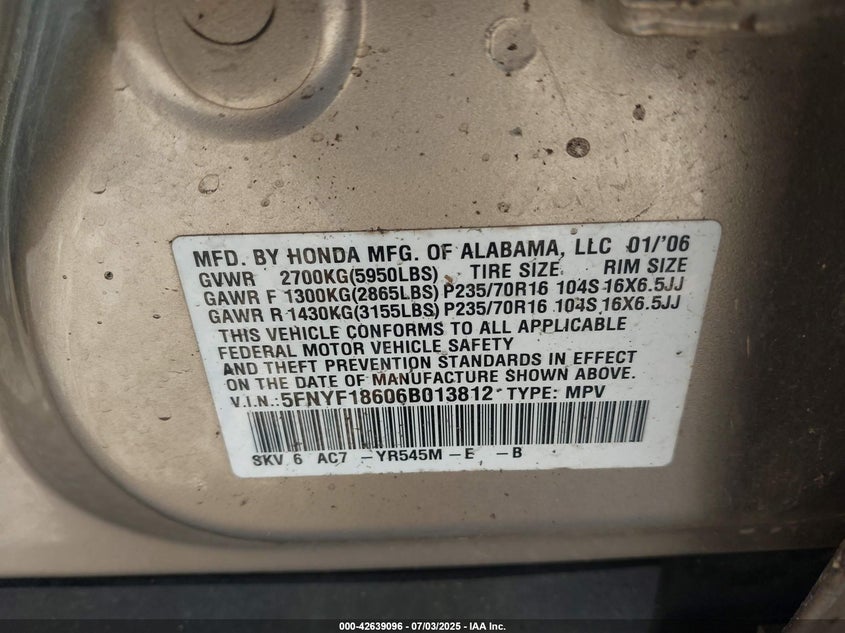 MFD. BY HONDA MFG. OF ALABAMA, LLC 01/'06
GVWR 2700KG(5950LBS) TIRE SIZE RIM SIZE
GAWR F 1300KG(2865LBS) P235/70R16 104S 16X6.5JJ
GAWR R 1430KG(3155LBS) P235/70R16 104S 16X6.5JJ
THIS VEHICLE CONFORMS TO ALL APPLICABLE
FEDERAL MOTOR VEHICLE SAFETY
AND THEFT PREVENTION STANDARDS IN EFFECT
ON THE DATE OF MANUFACTURE SHOWN ABOVE.
V.I.N.: 5FNYF18606B013812 TYPE: MPV
SKV 6 AC7 -YR545M -E -B
000-42639096 - 07/03/2025 - IAA Inc.